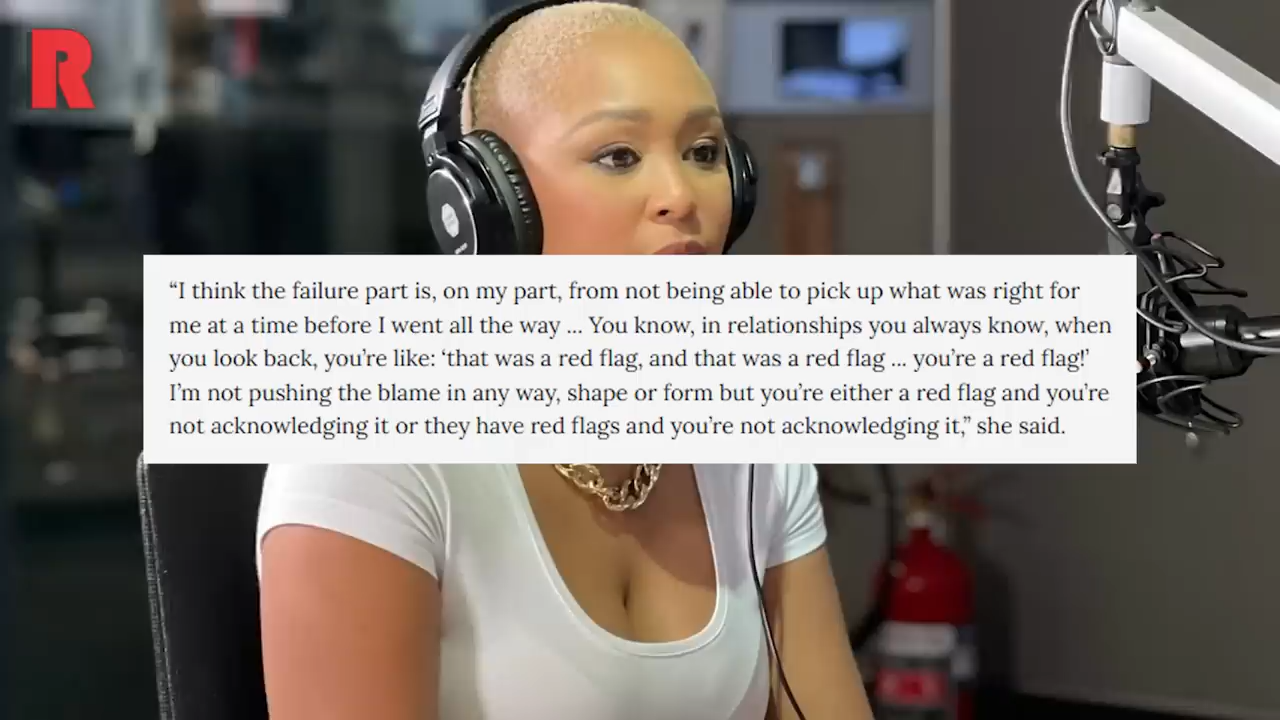 R
“I think the failure part is, on my part, from not being able to pick up what was right for
me at a time before I went all the way ... You know, in relationships you always know, when
you look back, you’re like: ‘that was a red flag, and that was a red flag ... you’re a red flag!’
I’m not pushing the blame in any way, shape or form but you’re either a red flag and you’re
not acknowledging it or they have red flags and you’re not acknowledging it,” she said.